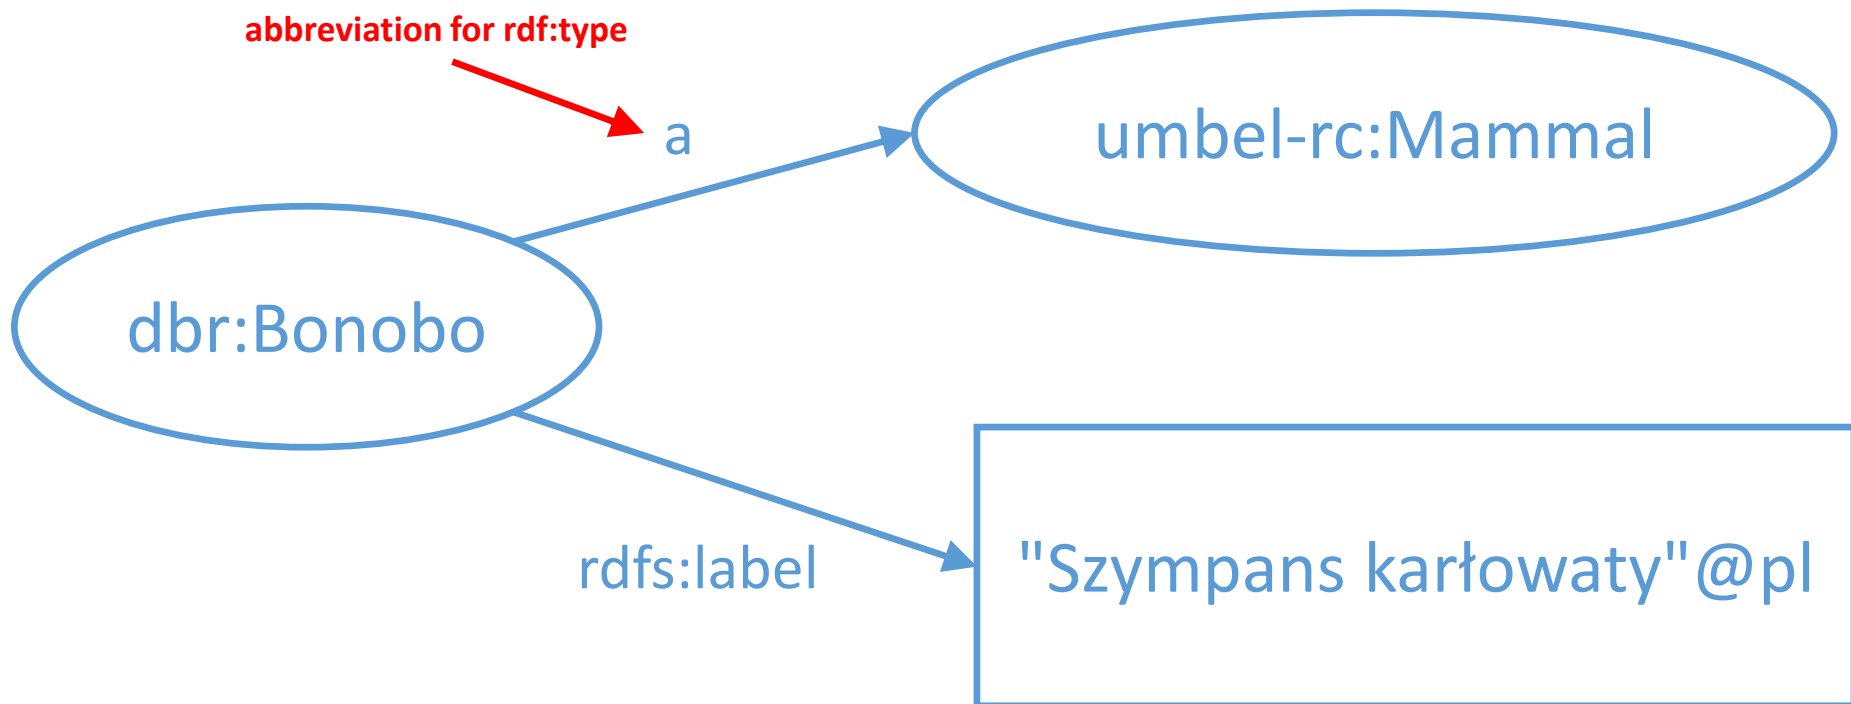 abbreviation for rdf:type
a
umbel-rc:Mammal
dbr:Bonobo
rdfs:label
"Szympans karłowaty"@pl